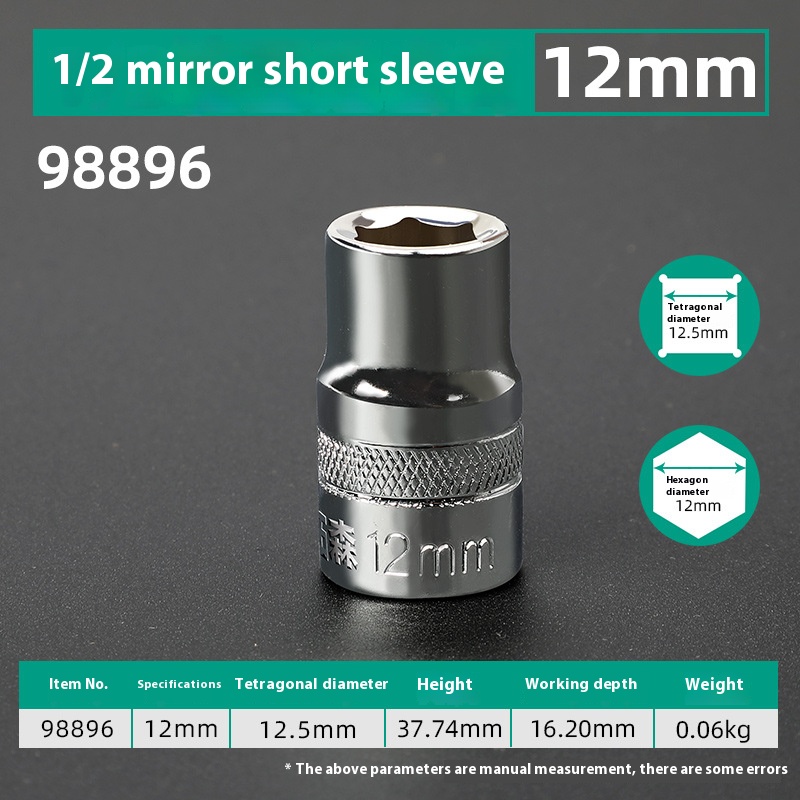 1/2 mirror short sleeve 12mm
98896
Tetragonal
diameter
12.5mm
Hexagon
diameter
12mm
森 12mm
Item No. Specifications Tetragonal diameter Height Working depth Weight
98896 12mm 12.5mm 37.74mm 16.20mm 0.06kg
* The above parameters are manual measurement, there are some errors